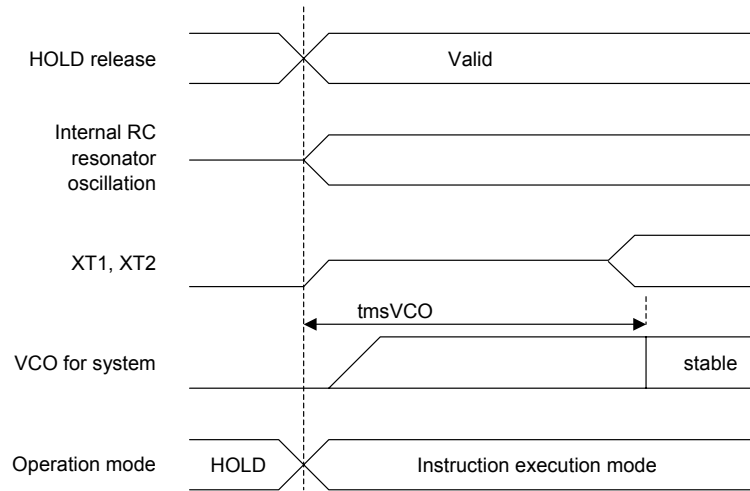 HOLD release
Valid
Internal RC
resonator
oscillation
XT1, XT2
tmsVCO
VCO for system
stable
Operation mode
HOLD
Instruction execution mode